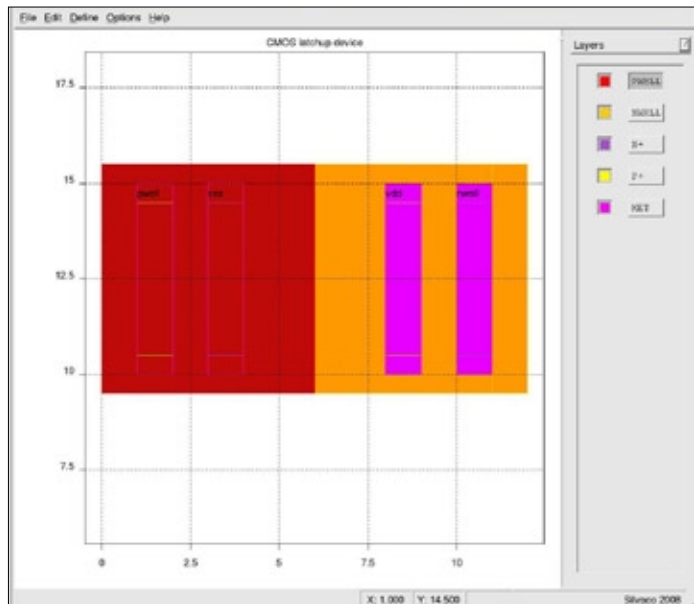 File Edit Define Options Help
CMOS latchup device
Layers
17.5
15
12.5
10
7.5
0 2.5 5 7.5 10
pwell vss vdd nwell
PWELL
NWELL
N+
P+
MET
X: 1.000 Y: 14.500 Silvaco 2008